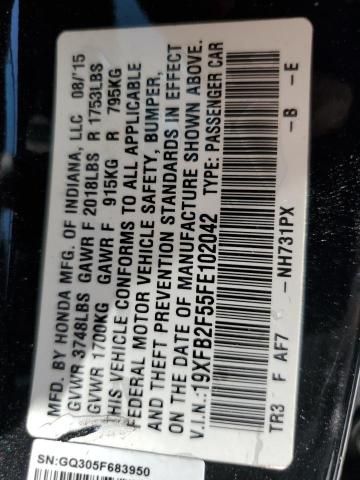 MFD. BY HONDA MFG. OF INDIANA, LLC 08/'15
GVWR 3748LBS GAWR F 2018LBS R 1753LBS
GVWR 1700KG GAWR F 915KG R 795KG
THIS VEHICLE CONFORMS TO ALL APPLICABLE
FEDERAL MOTOR VEHICLE SAFETY, BUMPER,
AND THEFT PREVENTION STANDARDS IN EFFECT
ON THE DATE OF MANUFACTURE SHOWN ABOVE.
V.I.N.: 19XFB2F55FE102042 TYPE: PASSENGER CAR
-NH731PX -B -E
TR3 F AF7
SN:GQ305F683950